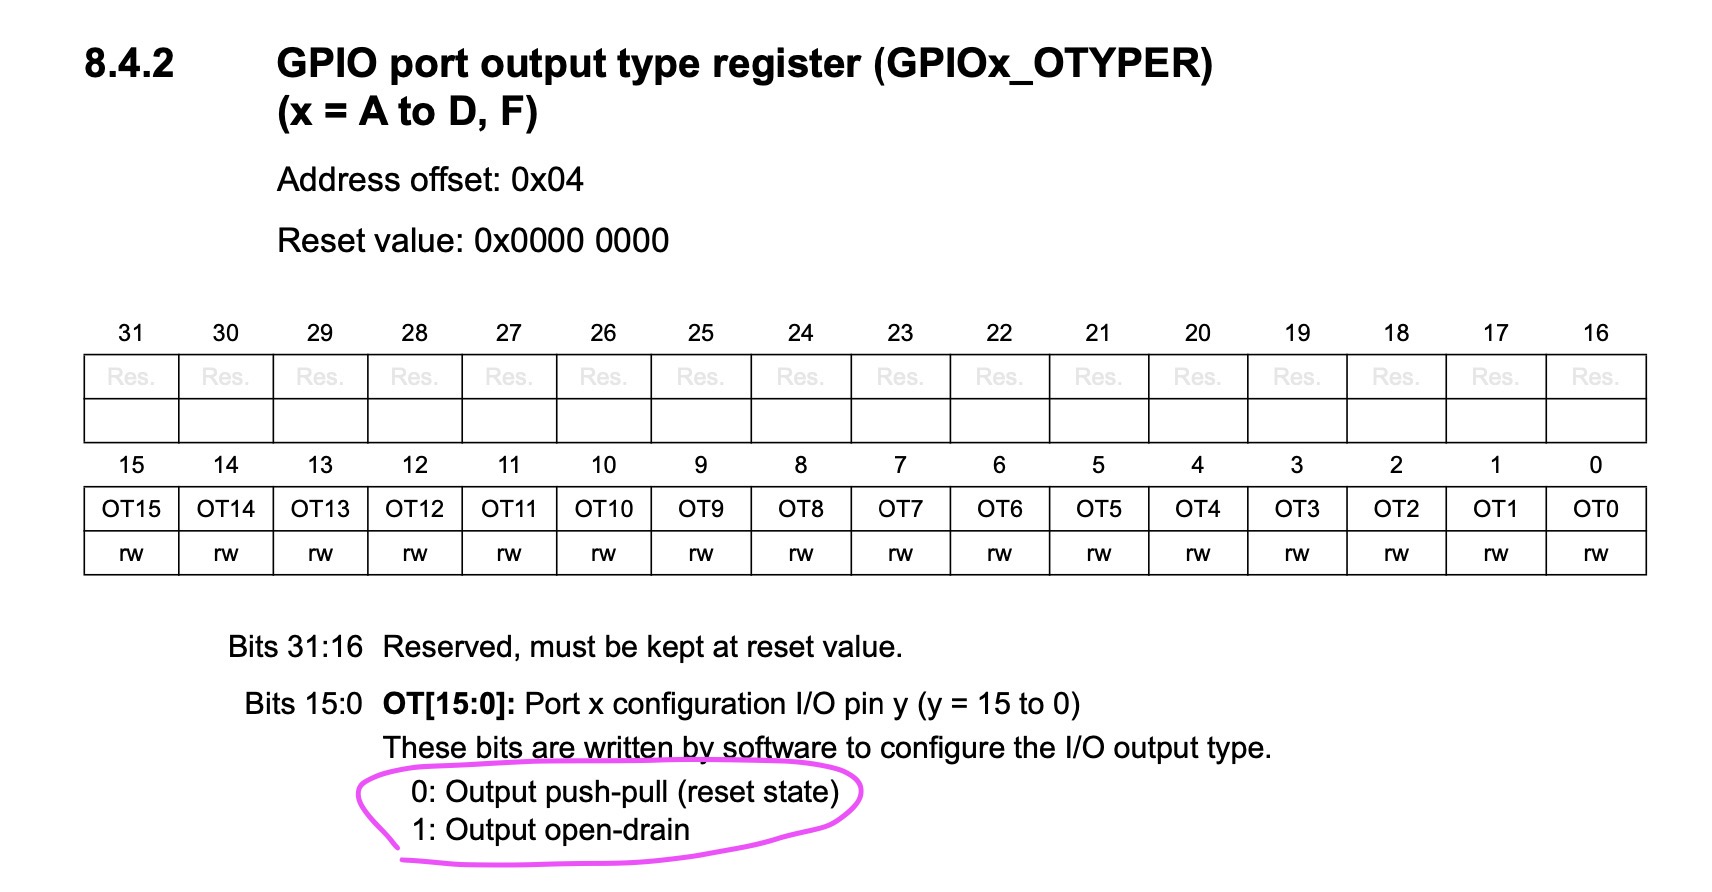 8.4.2 GPIO port output type register (GPIOx_OTYPER)
(x = A to D, F)
Address offset: 0x04
Reset value: 0x0000 0000
31 30 29 28 27 26 25 24 23 22 21 20 19 18 17 16
Res. Res. Res. Res. Res. Res. Res. Res. Res. Res. Res. Res. Res. Res. Res. Res.
15 14 13 12 11 10 9 8 7 6 5 4 3 2 1 0
OT15 OT14 OT13 OT12 OT11 OT10 OT9 OT8 OT7 OT6 OT5 OT4 OT3 OT2 OT1 OT0
rw rw rw rw rw rw rw rw rw rw rw rw rw rw rw rw
Bits 31:16 Reserved, must be kept at reset value.
Bits 15:0 OT[15:0]: Port x configuration I/O pin y (y = 15 to 0)
These bits are written by software to configure the I/O output type.
0: Output push-pull (reset state)
1: Output open-drain